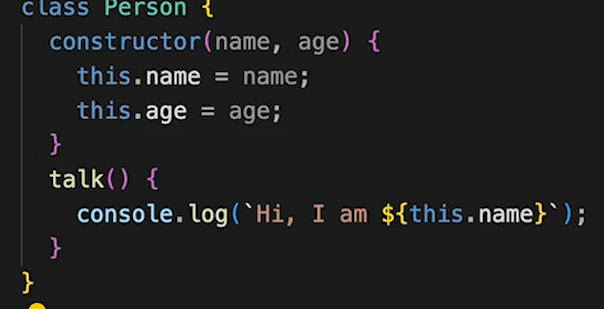 class Person {
  constructor(name, age) {
    this.name = name;
    this.age = age;
  }
  talk() {
    console.log(`Hi, I am ${this.name}`);
  }
}